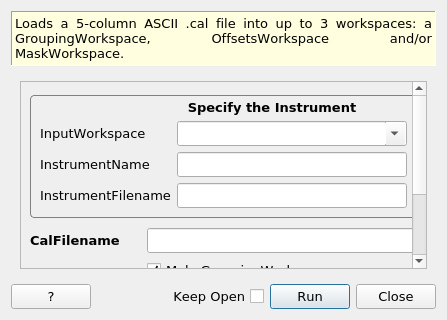 Loads a 5-column ASCII .cal file into up to 3 workspaces: a
GroupingWorkspace, OffsetsWorkspace and/or
MaskWorkspace.
Specify the Instrument
InputWorkspace
InstrumentName
InstrumentFilename
CalFilename
? Keep Open Run Close